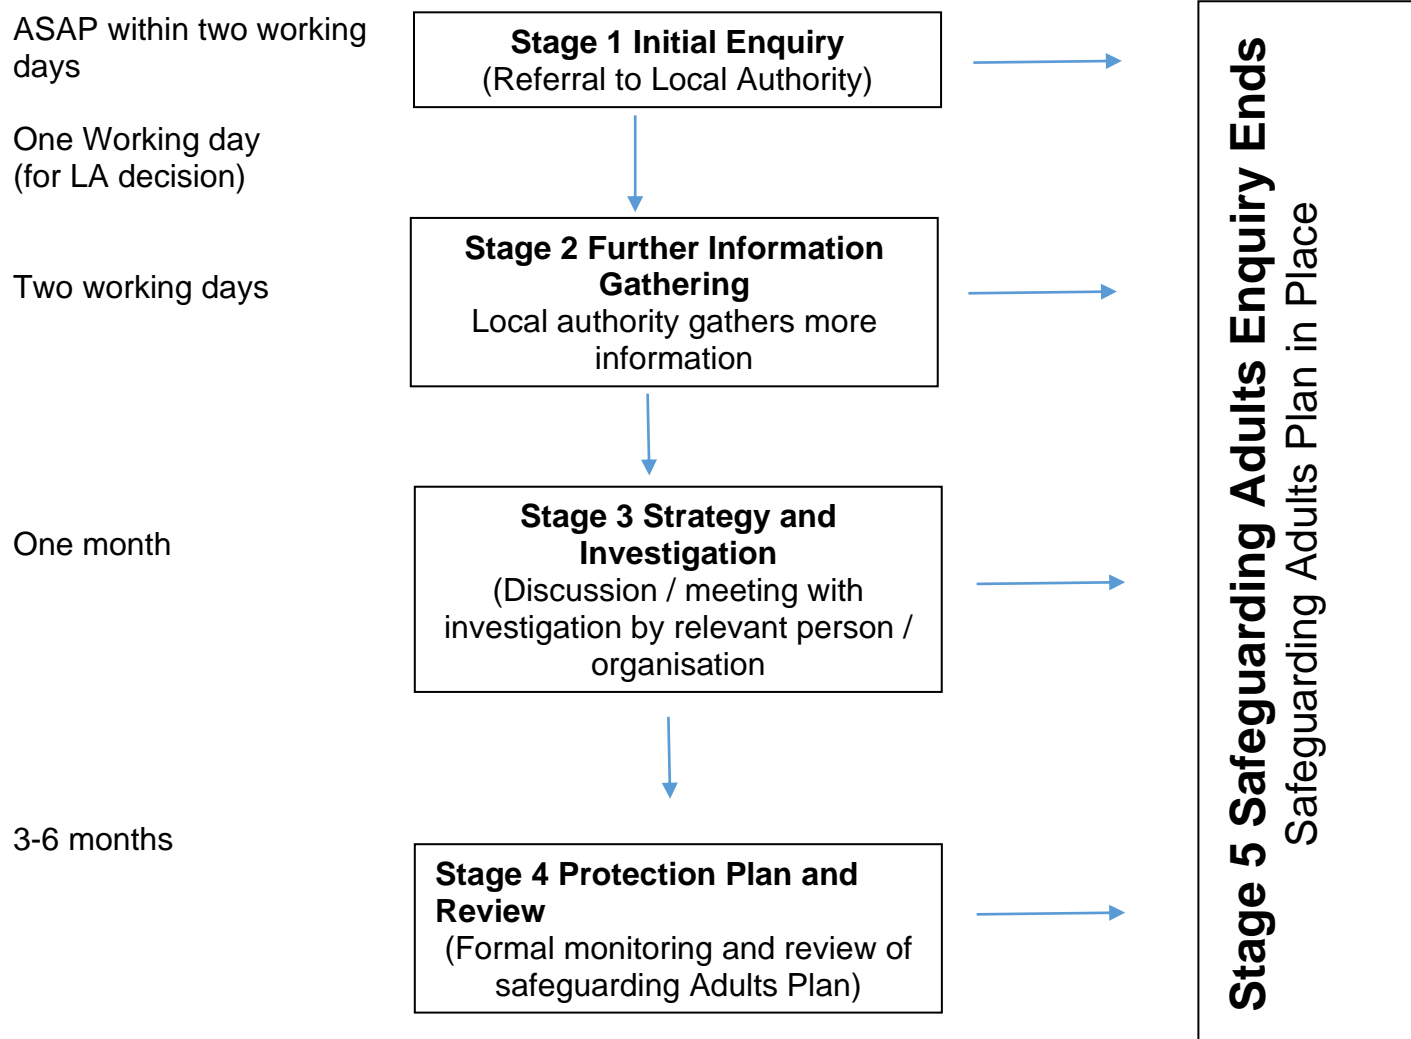 ASAP within two working
days
Stage 1 Initial Enquiry
(Referral to Local Authority)
One Working day
(for LA decision)
Stage 2 Further Information
Gathering
Local authority gathers more
information
Two working days
Stage 3 Strategy and
Investigation
(Discussion / meeting with
investigation by relevant person /
organisation
One month
3-6 months
Stage 4 Protection Plan and
Review
(Formal monitoring and review of
safeguarding Adults Plan)
Stage 5 Safeguarding Adults Enquiry Ends
Safeguarding Adults Plan in Place